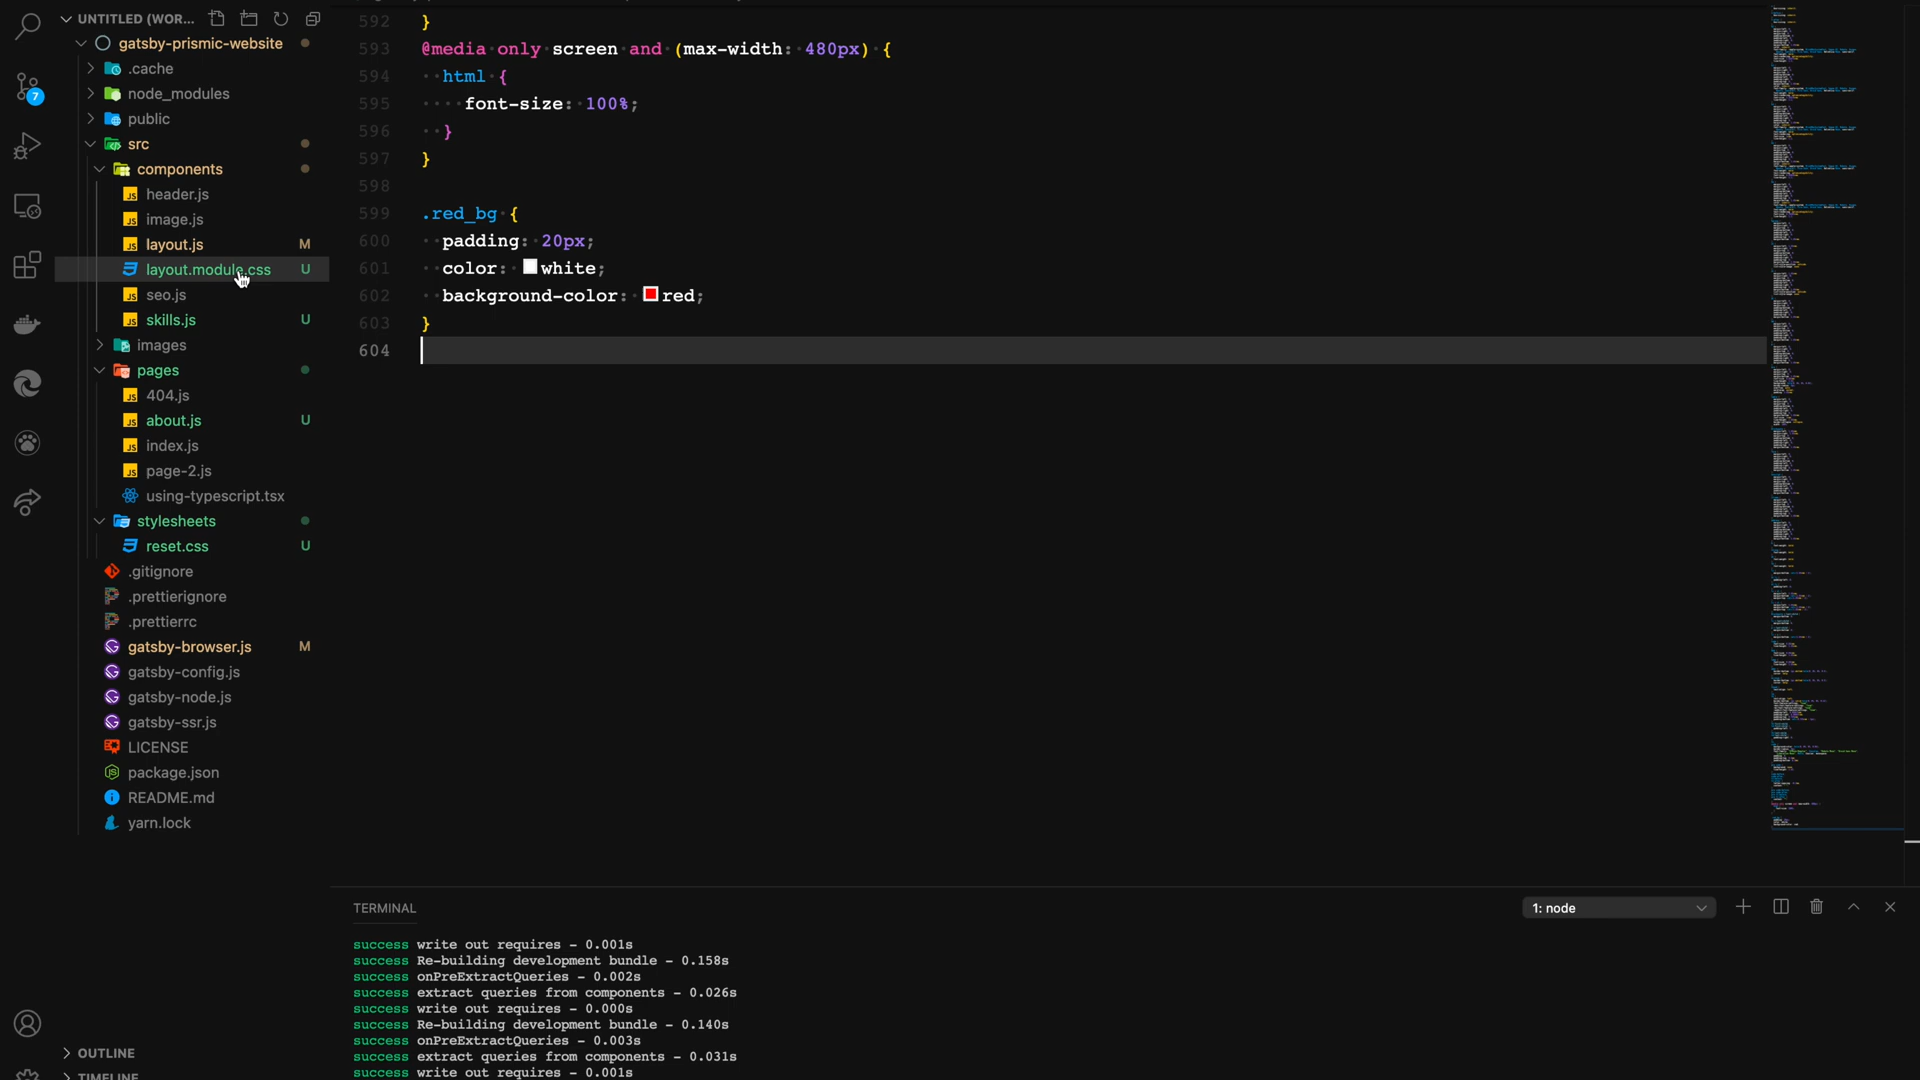 UNTITLED (WOR...
gatsby-prismic-website
.cache
node_modules
public
src
components
header.js
image.js
layout.js M
layout.module.css U
seo.js
skills.js U
images
pages
404.js
about.js U
index.js
page-2.js
using-typescript.tsx
stylesheets
reset.css U
.gitignore
.prettierignore
.prettierrc
gatsby-browser.js M
gatsby-config.js
gatsby-node.js
gatsby-ssr.js
LICENSE
package.json
README.md
yarn.lock
OUTLINE
TIMELINE
7
592 }
593 @media only screen and (max-width: 480px) {
594 html {
595 font-size: 100%;
596 }
597 }
598
599 .red_bg {
600 padding: 20px;
601 color: white;
602 background-color: red;
603 }
604
TERMINAL
1: node
success write out requires - 0.001s
success Re-building development bundle - 0.158s
success onPreExtractQueries - 0.002s
success extract queries from components - 0.026s
success write out requires - 0.000s
success Re-building development bundle - 0.140s
success onPreExtractQueries - 0.003s
success extract queries from components - 0.031s
success write out requires - 0.001s